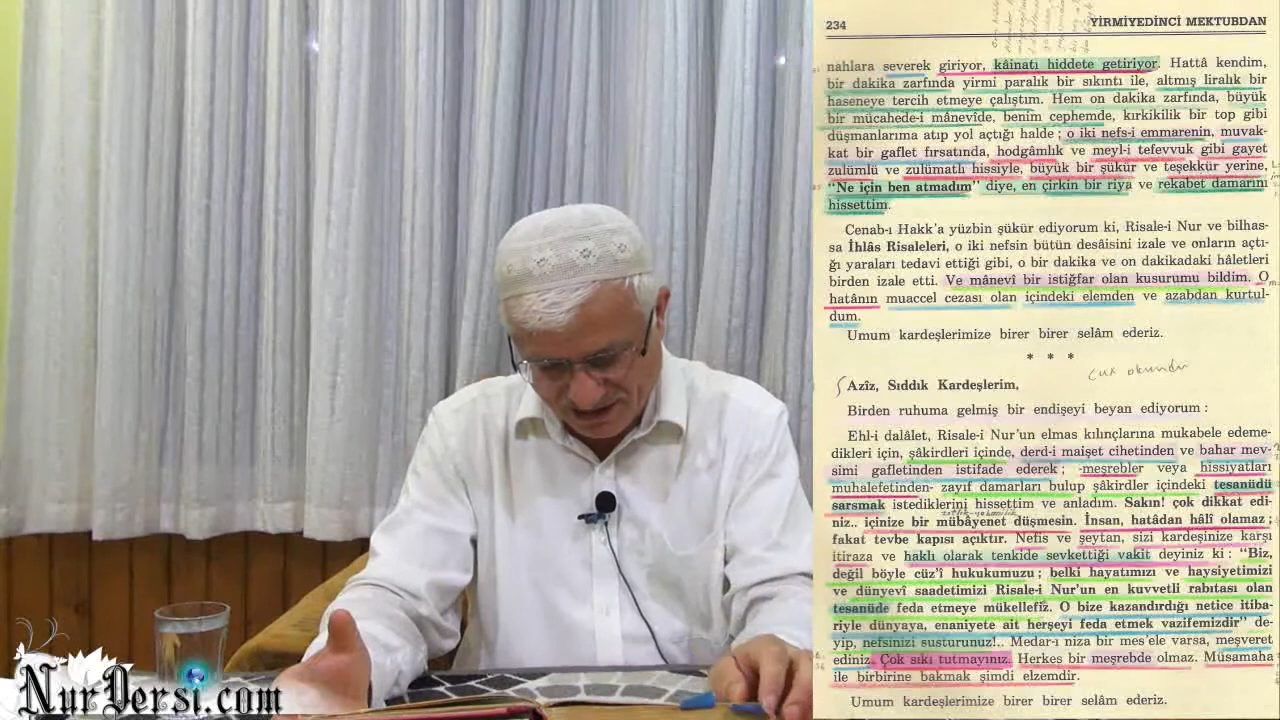 234
YİRMİYEDİNCİ MEKTUBDAN
nahlara severek giriyor, kâinatı hiddete getiriyor. Hattâ kendim,
bir dakika zarfında yirmi paralık bir sıkıntı ile, altmış liralık bir
haseneye tercih etmeye çalıştım. Hem on dakika zarfında, büyük
bir mücahede-i mânevîde, benim cephemde, kırkikilik bir top gibi
düşmanlarıma atıp yol açtığı halde; o iki nefs-i emmarenin, muvak-
kat bir gaflet fırsatında, hodgâmlık ve meyl-i tefevvuk gibi gayet
zulümlü ve zulümatlı hissiyle, büyük bir şükür ve teşekkür yerine,
"Ne için ben atmadım" diye, en çirkin bir riya ve rekabet damarını
hissettim.
Cenab-ı Hakk'a yüzbin şükür ediyorum ki, Risale-i Nur ve bilhas-
sa İhlâs Risaleleri, o iki nefsin bütün desâisini izale ve onların açtı-
ğı yaraları tedavi ettiği gibi, o bir dakika ve on dakikadaki hâletleri
birden izale etti. Ve mânevî bir istiğfar olan kusurumu bildim. O
hatânın muaccel cezası olan içindeki elemden ve azabdan kurtul-
dum.
Umum kardeşlerimize birer birer selâm ederiz.
* * *
çok okundu
Azîz, Sıddık Kardeşlerim,
Birden ruhuma gelmiş bir endişeyi beyan ediyorum :
Ehl-i dalâlet, Risale-i Nur'un elmas kılınçlarına mukabele edeme-
dikleri için, şâkirdleri içinde, derd-i maişet cihetinden ve bahar mev-
simi gafletinden istifade ederek; -meşrebler veya hissiyatları
muhalefetinden- zayıf damarları bulup şâkirdler içindeki tesanüdü
sarsmak istediklerini hissettim ve anladım. Sakın! çok dikkat edi-
niz.. içinize bir mübâyenet düşmesin. İnsan, hatâdan hâlî olamaz;
fakat tevbe kapısı açıktır. Nefis ve şeytan, sizi kardeşinize karşı
itiraza ve haklı olarak tenkide sevkettiği vakit deyiniz ki: "Biz,
değil böyle cüz'î hukukumuzu; belki hayatımızı ve haysiyetimizi
ve dünyevî saadetimizi Risale-i Nur'un en kuvvetli rabıtası olan
tesanüde feda etmeye mükellefiz. O bize kazandırdığı netice itiba-
riyle dünyaya, enaniyete ait herşeyi feda etmek vazifemizdir" de-
yip, nefsinizi susturunuz!.. Medar-ı niza bir mes'ele varsa, meşveret
ediniz. Çok sıkı tutmayınız. Herkes bir meşrebde olmaz. Müsamaha
ile birbirine bakmak şimdi elzemdir.
Umum kardeşlerimize birer birer selâm ederiz.
NurDersi.com